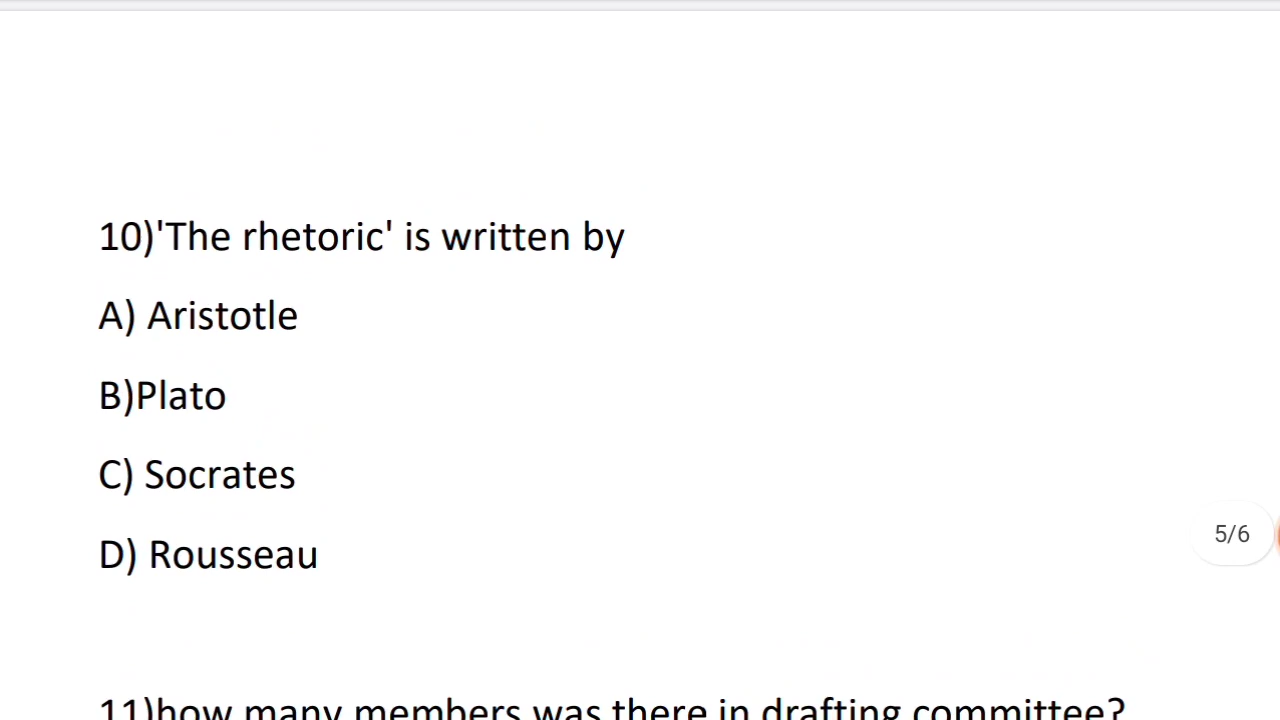 10)'The rhetoric' is written by
A) Aristotle
B)Plato
C) Socrates
D) Rousseau
5/6
11)how many members was there in drafting committee?